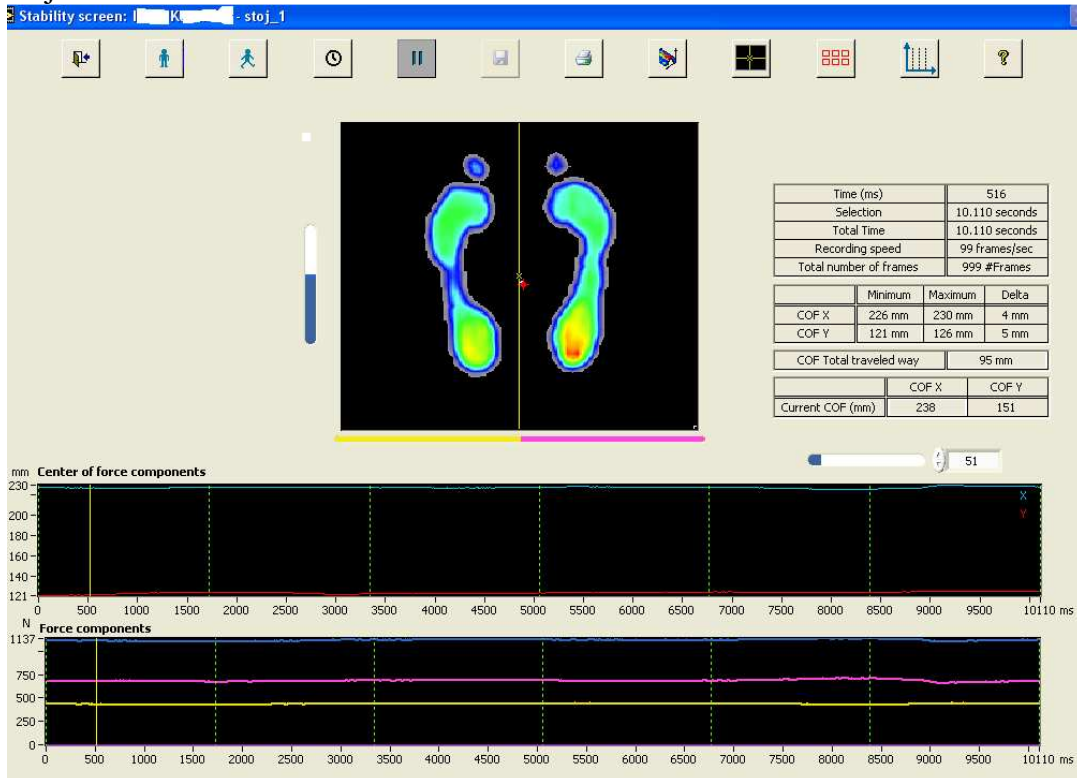 Stability screen: I K - stoj_1
?
Time (ms) 516
Selection 10.110 seconds
Total Time 10.110 seconds
Recording speed 99 frames/sec
Total number of frames 999 #Frames
Minimum Maximum Delta
COF X 226 mm 230 mm 4 mm
COF Y 121 mm 126 mm 5 mm
COF Total traveled way 95 mm
COF X COF Y
Current COF (mm) 238 151
51
mm Center of force components
230
X
200
Y
180
160
140
121
0 500 1000 1500 2000 2500 3000 3500 4000 4500 5000 5500 6000 6500 7000 7500 8000 8500 9000 9500 10110 ms
N Force components
1137
750
500
250
0
0 500 1000 1500 2000 2500 3000 3500 4000 4500 5000 5500 6000 6500 7000 7500 8000 8500 9000 9500 10110 ms